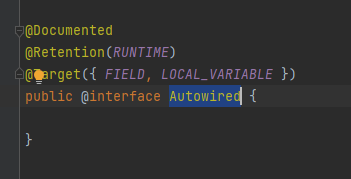 @Documented
@Retention(RUNTIME)
@Target({ FIELD, LOCAL_VARIABLE })
public @interface Autowired {
}